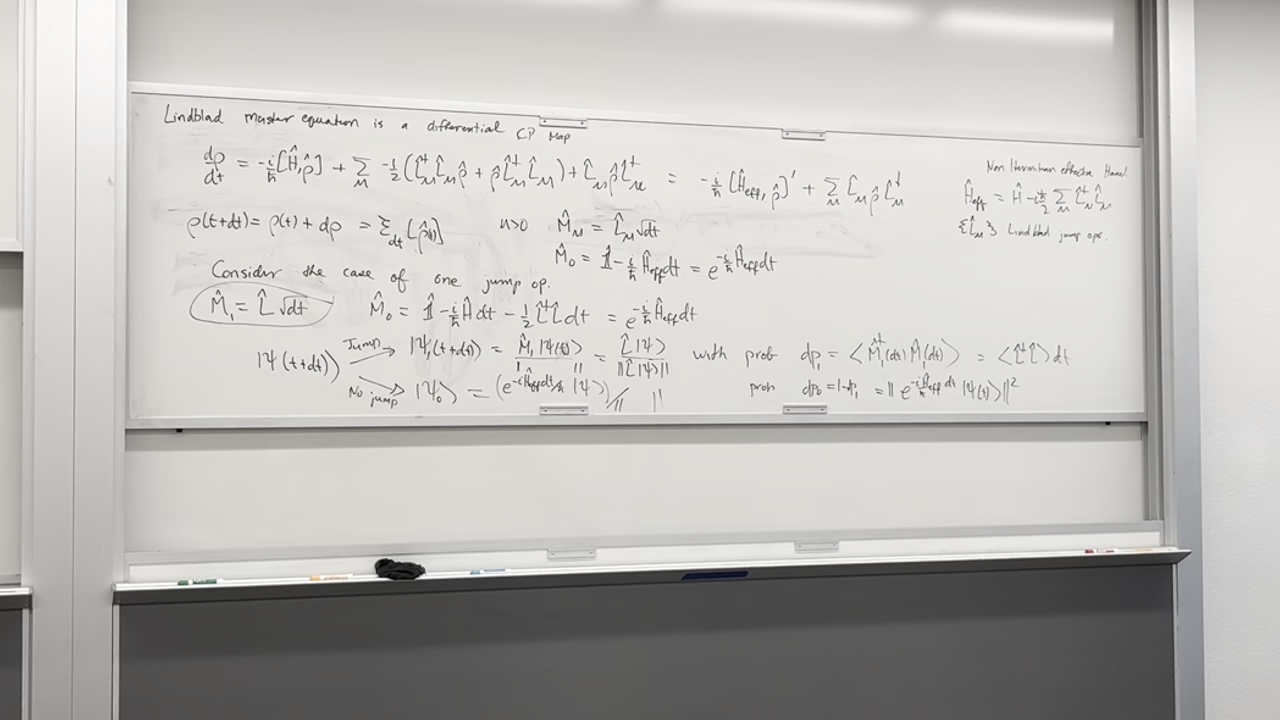 Lindblad master equation is a differential CP Map
dρ/dt = -i/ħ[Ĥ,ρ̂] + Σ_μ -1/2(L̂†_μ L̂_μ ρ̂ + ρ̂ L̂†_μ L̂_μ) + L̂_μ ρ̂ L̂†_μ = -i/ħ [Ĥ_eff, ρ̂]' + Σ_μ L̂_μ ρ̂ L̂†_μ
Non Hermitian effective Hamil.
Ĥ_eff = Ĥ - iħ/2 Σ_μ L̂†_μ L̂_μ
{L̂_μ} Lindblad jump ops.
ρ(t+dt) = ρ(t) + dρ = Ɛ_dt [ρ̂(t)] μ>0 M̂_μ = L̂_μ √dt
M̂_0 = 1̂ - i/ħ Ĥ_eff dt = e^{-i/ħ Ĥ_eff dt}
Consider the case of one jump op.
M̂_1 = L̂ √dt M̂_0 = 1̂ - i/ħ Ĥ dt - 1/2 L̂†L̂ dt = e^{-i/ħ Ĥ_eff dt}
|ψ(t+dt)⟩ Jump |ψ_1(t+dt)⟩ = M̂_1 |ψ(t)⟩ / || || = L̂|ψ⟩ / ||L̂|ψ⟩|| with prob dp_1 = ⟨M̂†(dt) M̂(dt)⟩ = ⟨L̂†L̂⟩ dt
No jump |ψ_0⟩ = (e^{-iĤ_eff dt/ħ} |ψ⟩) / || || prob dp_0 = 1-dp_1 = || e^{-i/ħ Ĥ_eff dt} |ψ(t)⟩||²